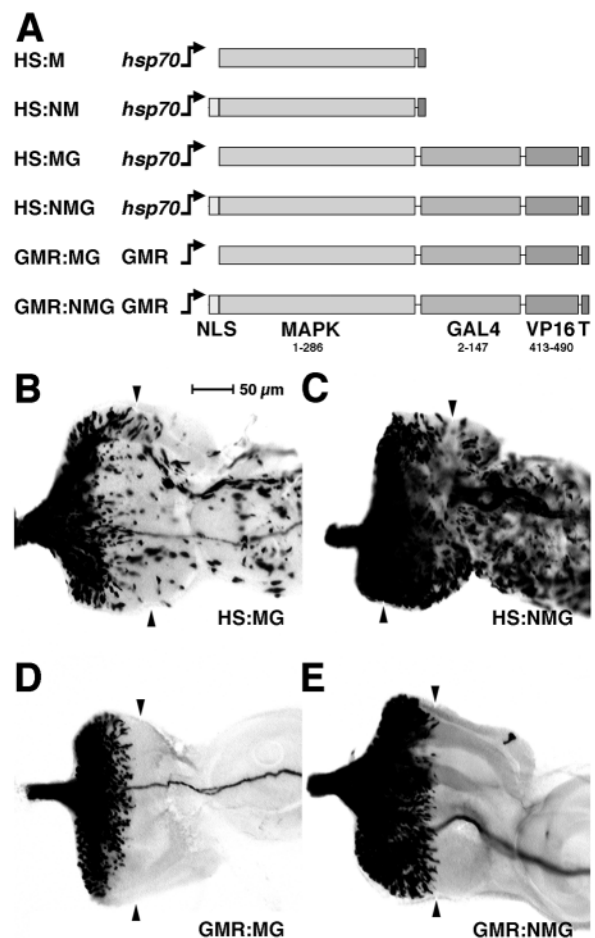 A
HS:M hsp70
HS:NM hsp70
HS:MG hsp70
HS:NMG hsp70
GMR:MG GMR
GMR:NMG GMR
NLS MAPK GAL4 VP16 T
1-286 2-147 413-490
B 50 µm C
HS:MG HS:NMG
D E
GMR:MG GMR:NMG